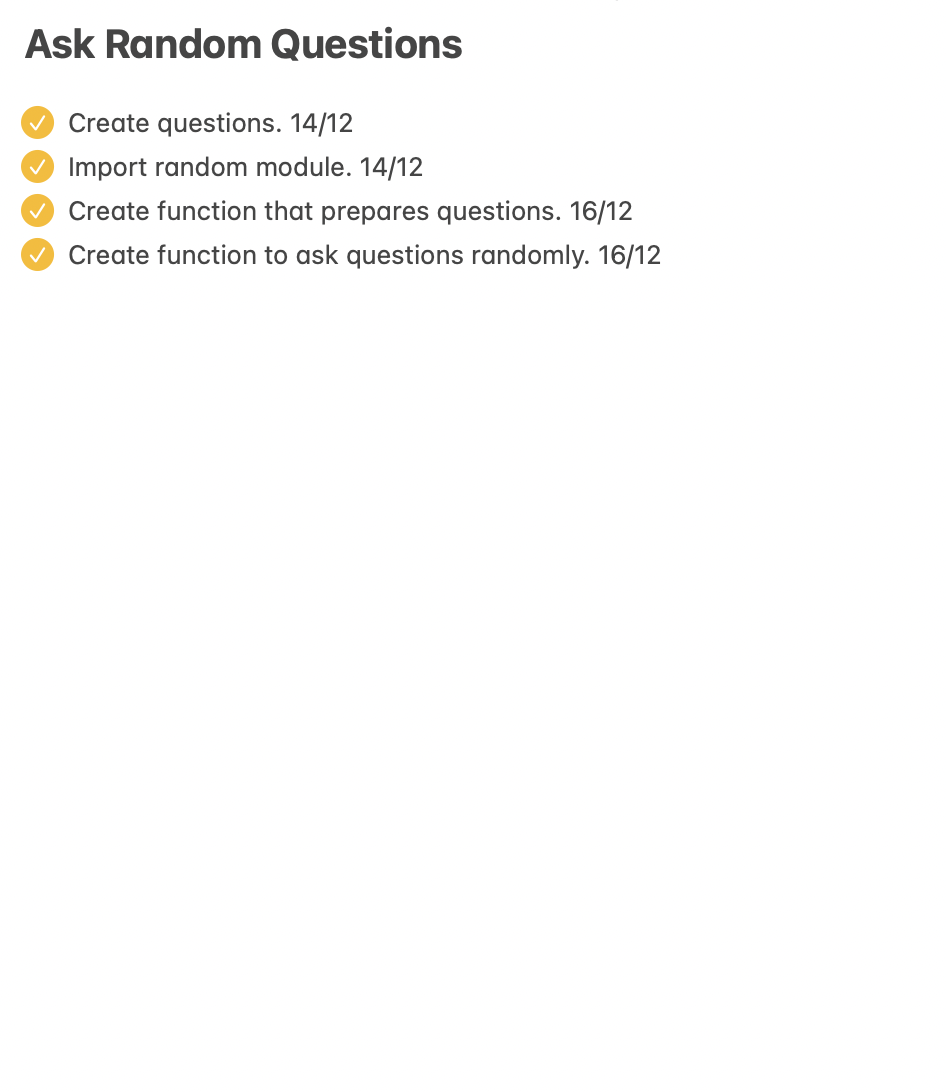 Ask Random Questions
Create questions. 14/12
Import random module. 14/12
Create function that prepares questions. 16/12
Create function to ask questions randomly. 16/12